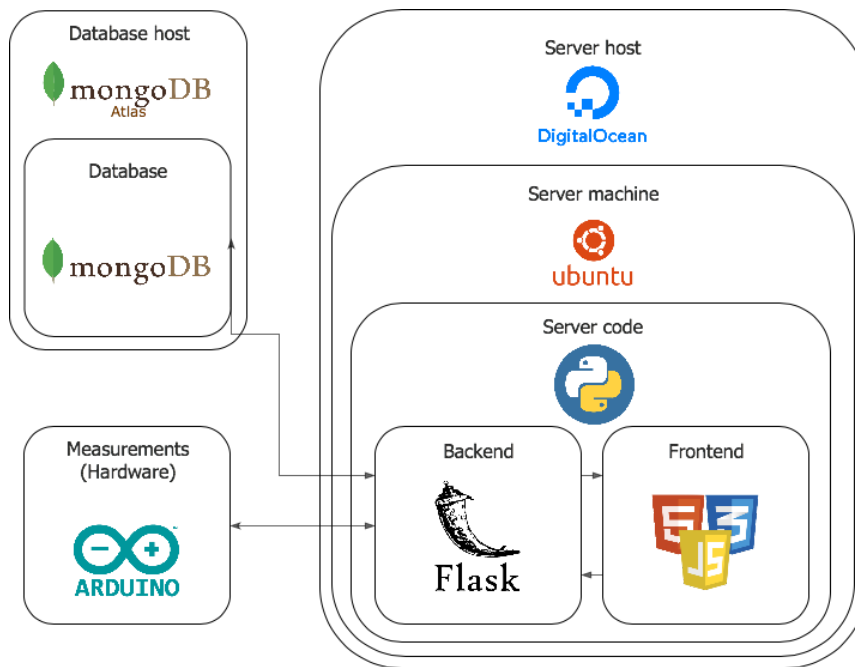 Database host
mongoDB
Atlas
Database
mongoDB
Measurements
(Hardware)
ARDUINO
Server host
DigitalOcean
Server machine
ubuntu
Server code
Backend
Flask
Frontend
5
3
JS